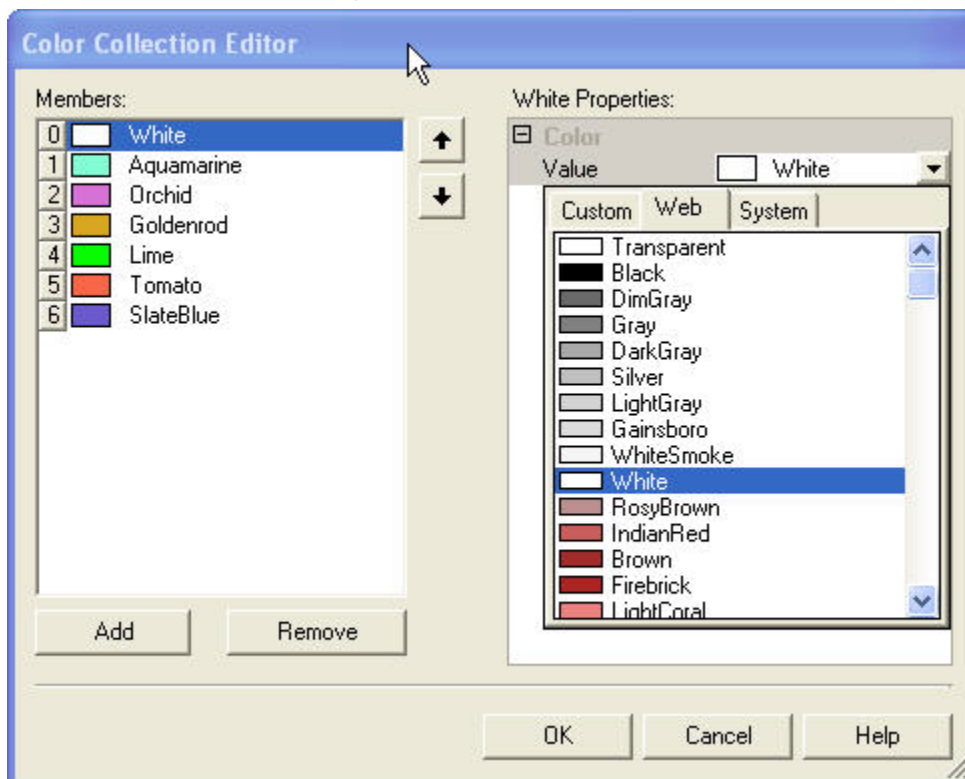 Color Collection Editor
Members:
0 White
1 Aquamarine
2 Orchid
3 Goldenrod
4 Lime
5 Tomato
6 SlateBlue
Add
Remove
White Properties:
Color
Value White
Custom Web System
Transparent
Black
DimGray
Gray
DarkGray
Silver
LightGray
Gainsboro
WhiteSmoke
White
RosyBrown
IndianRed
Brown
Firebrick
LightCoral
OK
Cancel
Help